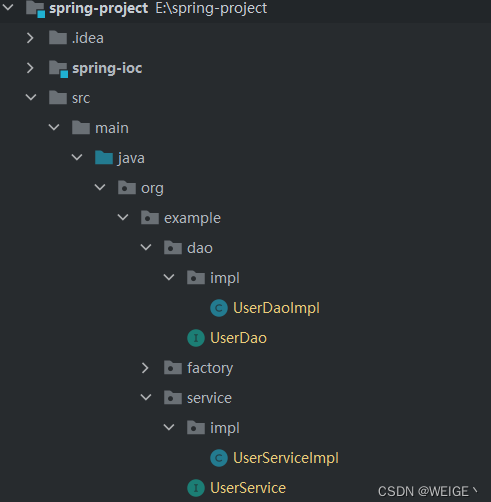 spring-project E:\spring-project
.idea
spring-ioc
src
main
java
org
example
dao
impl
C UserDaoImpl
I UserDao
factory
service
impl
C UserServiceImpl
I UserService
CSDN @WEIGE丶